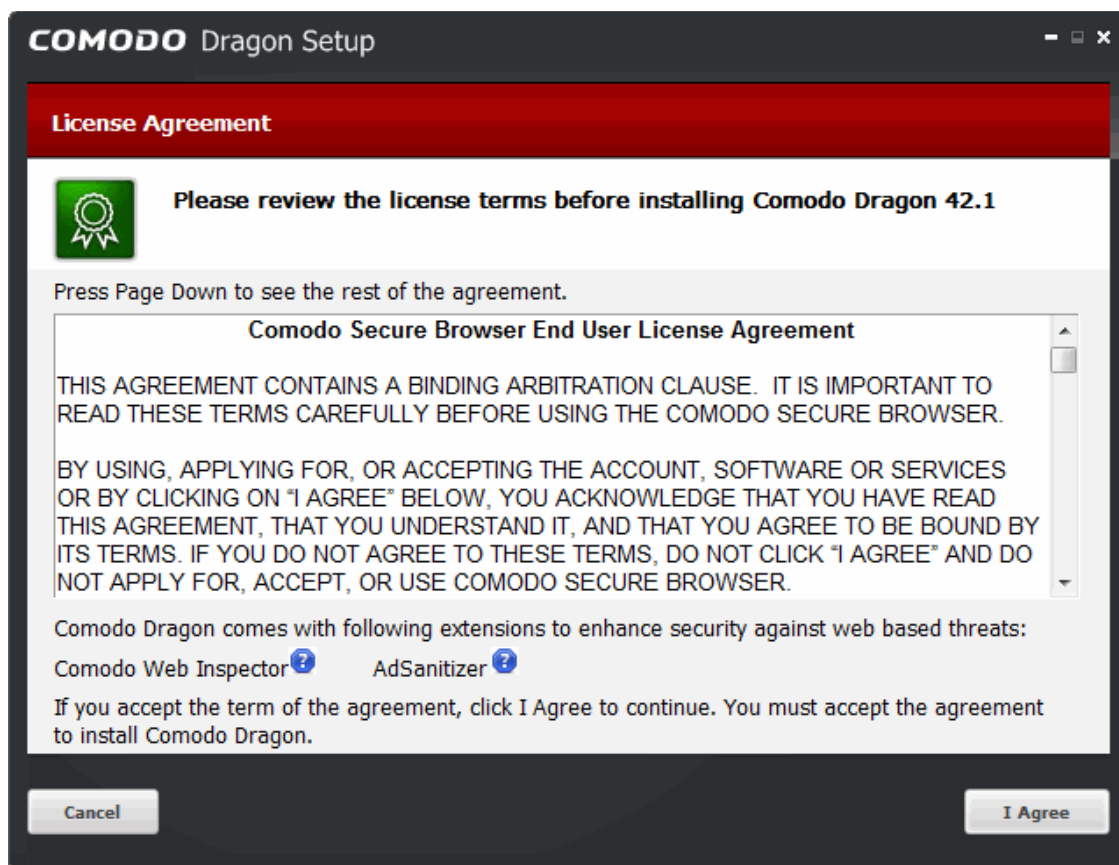 COMODO Dragon Setup
License Agreement
Please review the license terms before installing Comodo Dragon 42.1
Press Page Down to see the rest of the agreement.
Comodo Secure Browser End User License Agreement
THIS AGREEMENT CONTAINS A BINDING ARBITRATION CLAUSE.  IT IS IMPORTANT TO
READ THESE TERMS CAREFULLY BEFORE USING THE COMODO SECURE BROWSER.
BY USING, APPLYING FOR, OR ACCEPTING THE ACCOUNT, SOFTWARE OR SERVICES
OR BY CLICKING ON “I AGREE” BELOW, YOU ACKNOWLEDGE THAT YOU HAVE READ
THIS AGREEMENT, THAT YOU UNDERSTAND IT, AND THAT YOU AGREE TO BE BOUND BY
ITS TERMS. IF YOU DO NOT AGREE TO THESE TERMS, DO NOT CLICK “I AGREE” AND DO
NOT APPLY FOR, ACCEPT, OR USE COMODO SECURE BROWSER.
Comodo Dragon comes with following extensions to enhance security against web based threats:
Comodo Web Inspector ? AdSanitizer ?
If you accept the term of the agreement, click I Agree to continue. You must accept the agreement
to install Comodo Dragon.
Cancel I Agree